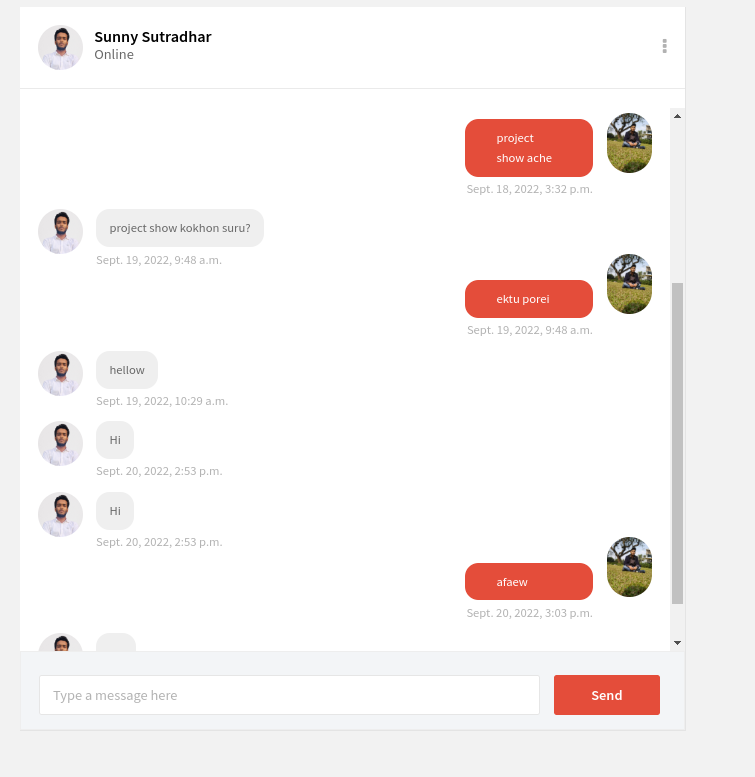 Sunny Sutradhar
Online
project
show ache
Sept. 18, 2022, 3:32 p.m.
project show kokhon suru?
Sept. 19, 2022, 9:48 a.m.
ektu porei
Sept. 19, 2022, 9:48 a.m.
hellow
Sept. 19, 2022, 10:29 a.m.
Hi
Sept. 20, 2022, 2:53 p.m.
Hi
Sept. 20, 2022, 2:53 p.m.
afaew
Sept. 20, 2022, 3:03 p.m.
Type a message here
Send